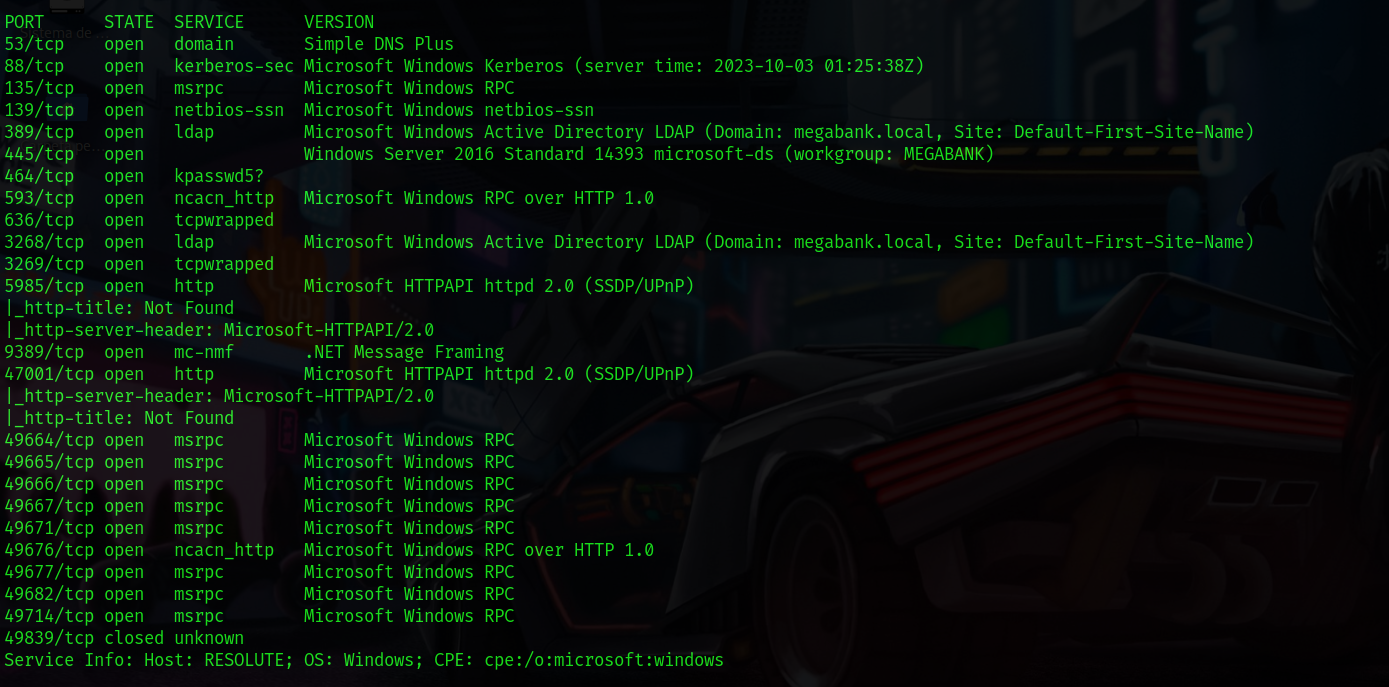 PORT      STATE  SERVICE      VERSION
53/tcp    open   domain       Simple DNS Plus
88/tcp    open   kerberos-sec Microsoft Windows Kerberos (server time: 2023-10-03 01:25:38Z)
135/tcp   open   msrpc        Microsoft Windows RPC
139/tcp   open   netbios-ssn  Microsoft Windows netbios-ssn
389/tcp   open   ldap         Microsoft Windows Active Directory LDAP (Domain: megabank.local, Site: Default-First-Site-Name)
445/tcp   open                Windows Server 2016 Standard 14393 microsoft-ds (workgroup: MEGABANK)
464/tcp   open   kpasswd5?
593/tcp   open   ncacn_http   Microsoft Windows RPC over HTTP 1.0
636/tcp   open   tcpwrapped
3268/tcp  open   ldap         Microsoft Windows Active Directory LDAP (Domain: megabank.local, Site: Default-First-Site-Name)
3269/tcp  open   tcpwrapped
5985/tcp  open   http         Microsoft HTTPAPI httpd 2.0 (SSDP/UPnP)
|_http-title: Not Found
|_http-server-header: Microsoft-HTTPAPI/2.0
9389/tcp  open   mc-nmf       .NET Message Framing
47001/tcp open   http         Microsoft HTTPAPI httpd 2.0 (SSDP/UPnP)
|_http-server-header: Microsoft-HTTPAPI/2.0
|_http-title: Not Found
49664/tcp open   msrpc        Microsoft Windows RPC
49665/tcp open   msrpc        Microsoft Windows RPC
49666/tcp open   msrpc        Microsoft Windows RPC
49667/tcp open   msrpc        Microsoft Windows RPC
49671/tcp open   msrpc        Microsoft Windows RPC
49676/tcp open   ncacn_http   Microsoft Windows RPC over HTTP 1.0
49677/tcp open   msrpc        Microsoft Windows RPC
49682/tcp open   msrpc        Microsoft Windows RPC
49714/tcp open   msrpc        Microsoft Windows RPC
49839/tcp closed unknown
Service Info: Host: RESOLUTE; OS: Windows; CPE: cpe:/o:microsoft:windows